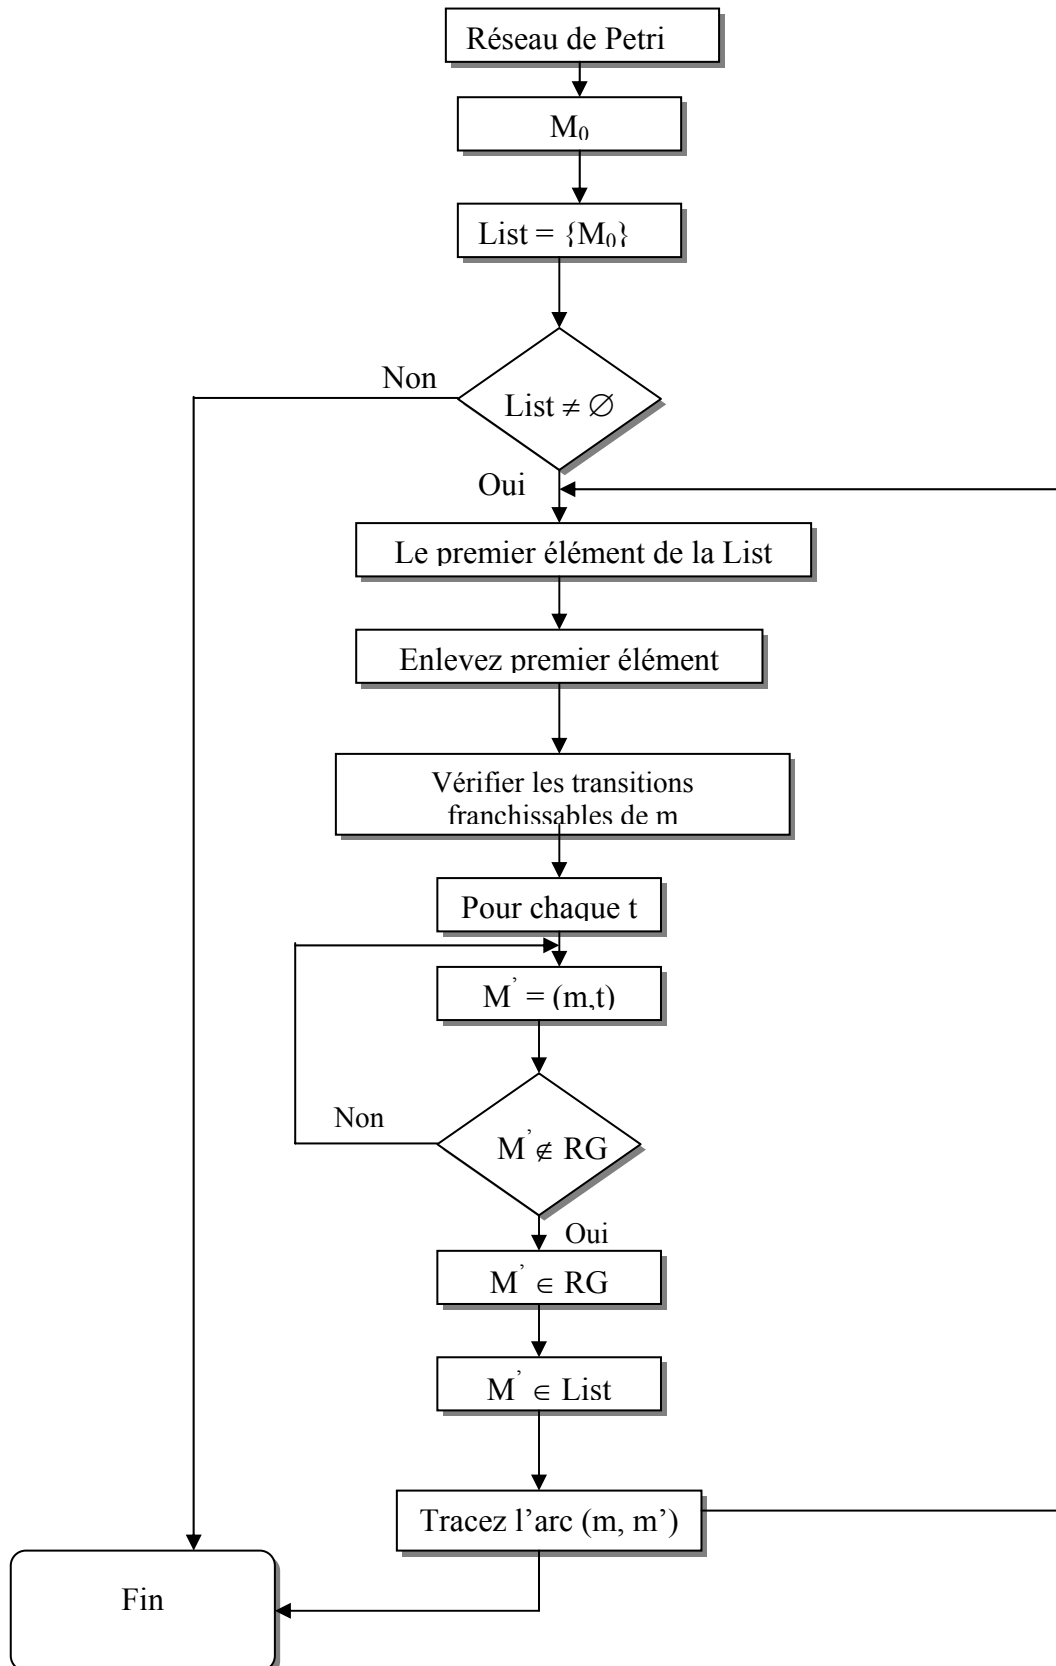 Réseau de Petri
M₀
List = {M₀}
Non
List ≠ ∅
Oui
Le premier élément de la List
Enlevez premier élément
Vérifier les transitions
franchissables de m
Pour chaque t
M’ = (m,t)
Non
M’ ∉ RG
Oui
M’ ∈ RG
M’ ∈ List
Tracez l’arc (m, m’)
Fin